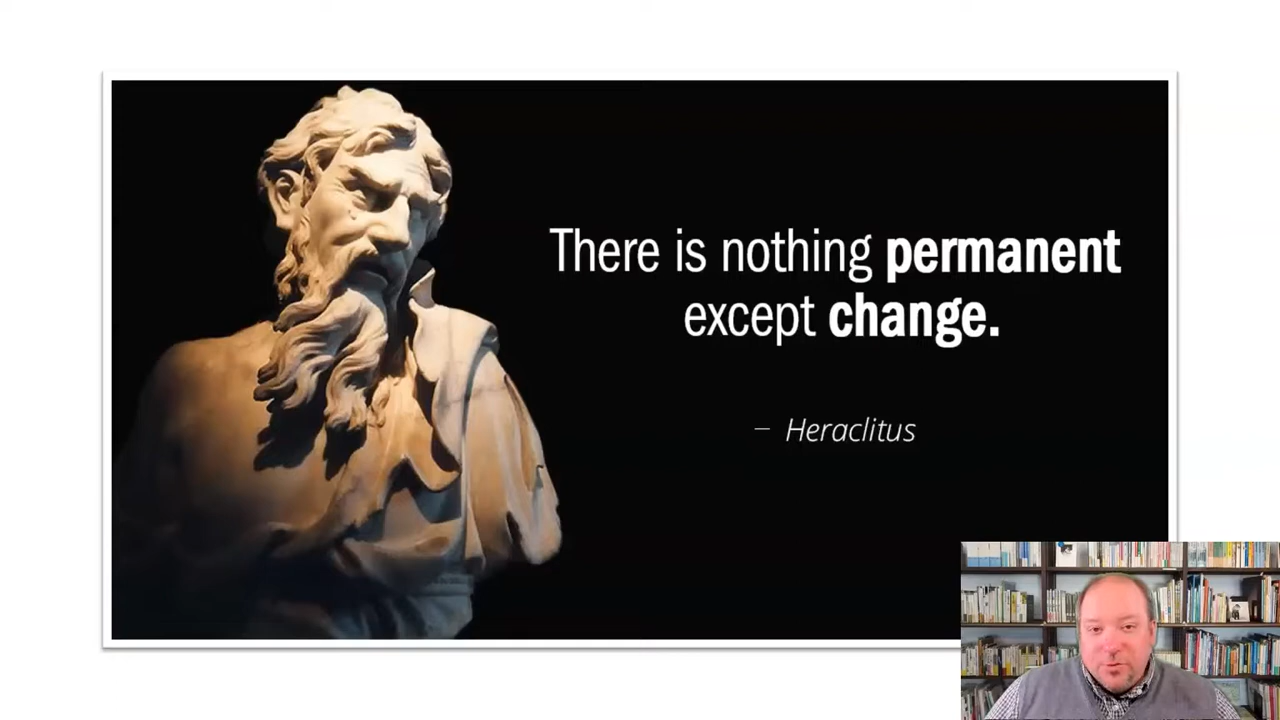 There is nothing permanent
except change.
– Heraclitus